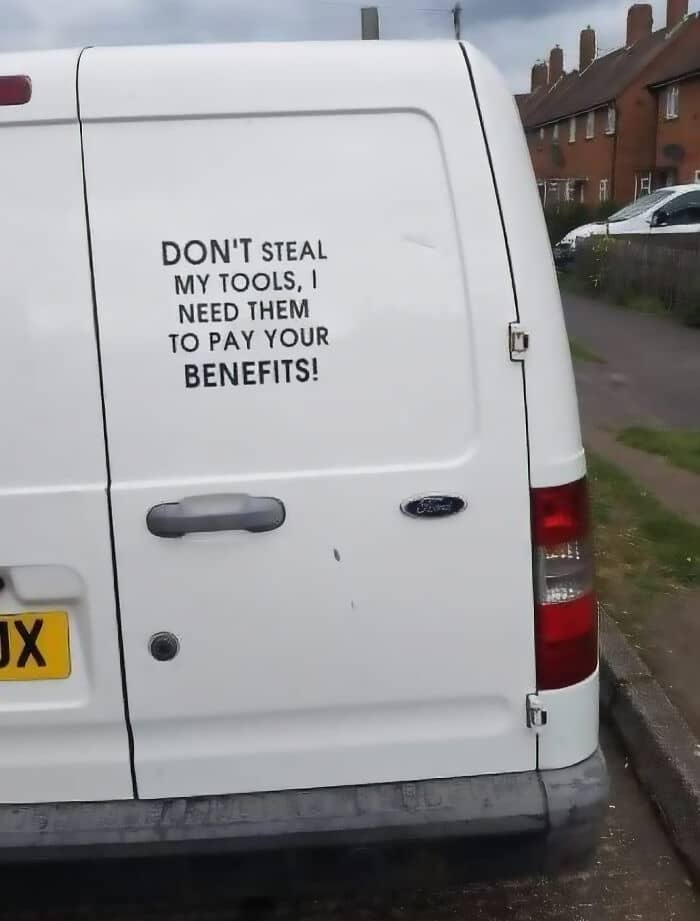 DON'T STEAL
MY TOOLS, I
NEED THEM
TO PAY YOUR
BENEFITS!
Ford
JX